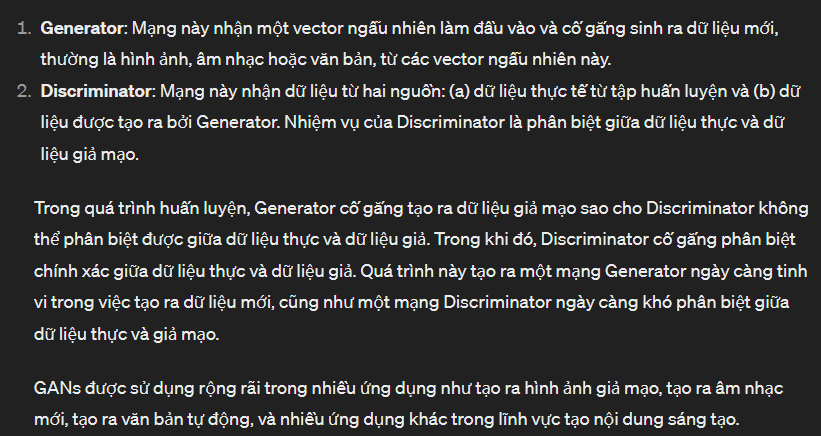 1. Generator: Mạng này nhận một vector ngẫu nhiên làm đầu vào và cố gắng sinh ra dữ liệu mới,
thường là hình ảnh, âm nhạc hoặc văn bản, từ các vector ngẫu nhiên này.
2. Discriminator: Mạng này nhận dữ liệu từ hai nguồn: (a) dữ liệu thực tế từ tập huấn luyện và (b) dữ
liệu được tạo ra bởi Generator. Nhiệm vụ của Discriminator là phân biệt giữa dữ liệu thực và dữ
liệu giả mạo.
Trong quá trình huấn luyện, Generator cố gắng tạo ra dữ liệu giả mạo sao cho Discriminator không
thể phân biệt được giữa dữ liệu thực và dữ liệu giả. Trong khi đó, Discriminator cố gắng phân biệt
chính xác giữa dữ liệu thực và dữ liệu giả. Quá trình này tạo ra một mạng Generator ngày càng tinh
vi trong việc tạo ra dữ liệu mới, cũng như một mạng Discriminator ngày càng khó phân biệt giữa
dữ liệu thực và giả mạo.
GANs được sử dụng rộng rãi trong nhiều ứng dụng như tạo ra hình ảnh giả mạo, tạo ra âm nhạc
mới, tạo ra văn bản tự động, và nhiều ứng dụng khác trong lĩnh vực tạo nội dung sáng tạo.